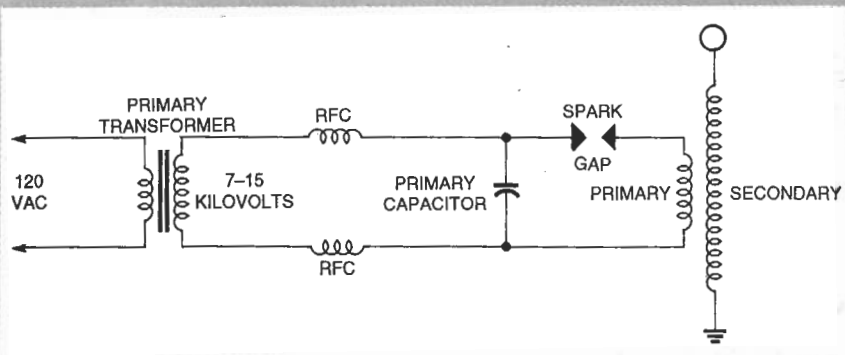 PRIMARY
TRANSFORMER
120
VAC
7–15
KILOVOLTS
RFC
RFC
PRIMARY
CAPACITOR
SPARK
GAP
PRIMARY
SECONDARY